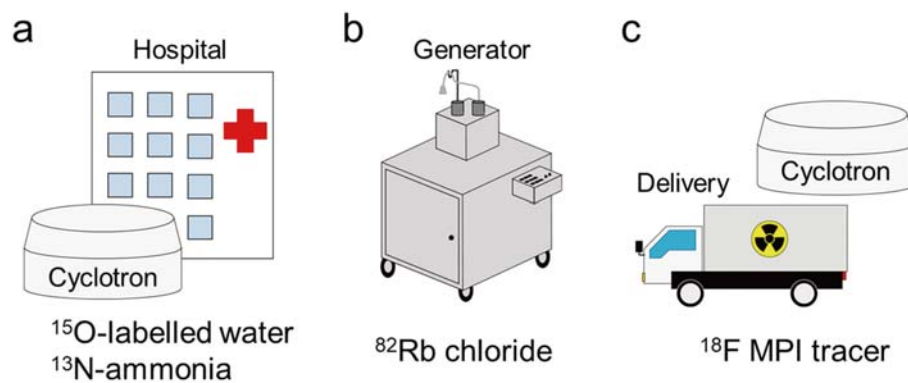 a
Hospital
Cyclotron
¹⁵O-labelled water
¹³N-ammonia
b
Generator
⁸²Rb chloride
c
Cyclotron
Delivery
¹⁸F MPI tracer